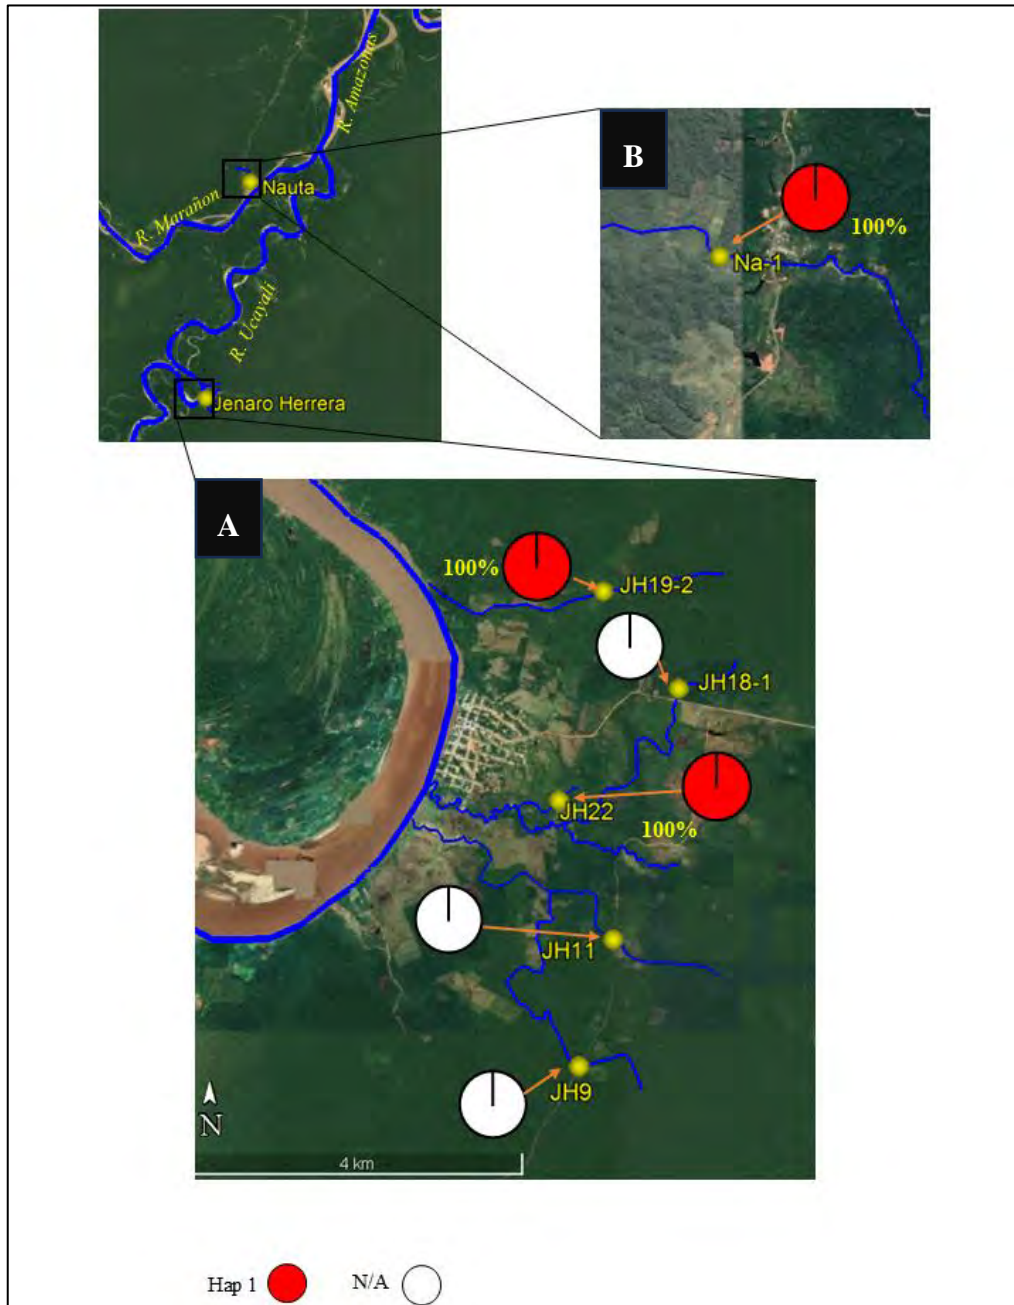 R. Amazonas
Nauta
R. Marañon
R. Ucayali
Jenaro Herrera
B
100%
Na-1
A
100%
JH19-2
JH18-1
JH22
100%
JH11
JH9
N
4 km
Hap 1
N/A